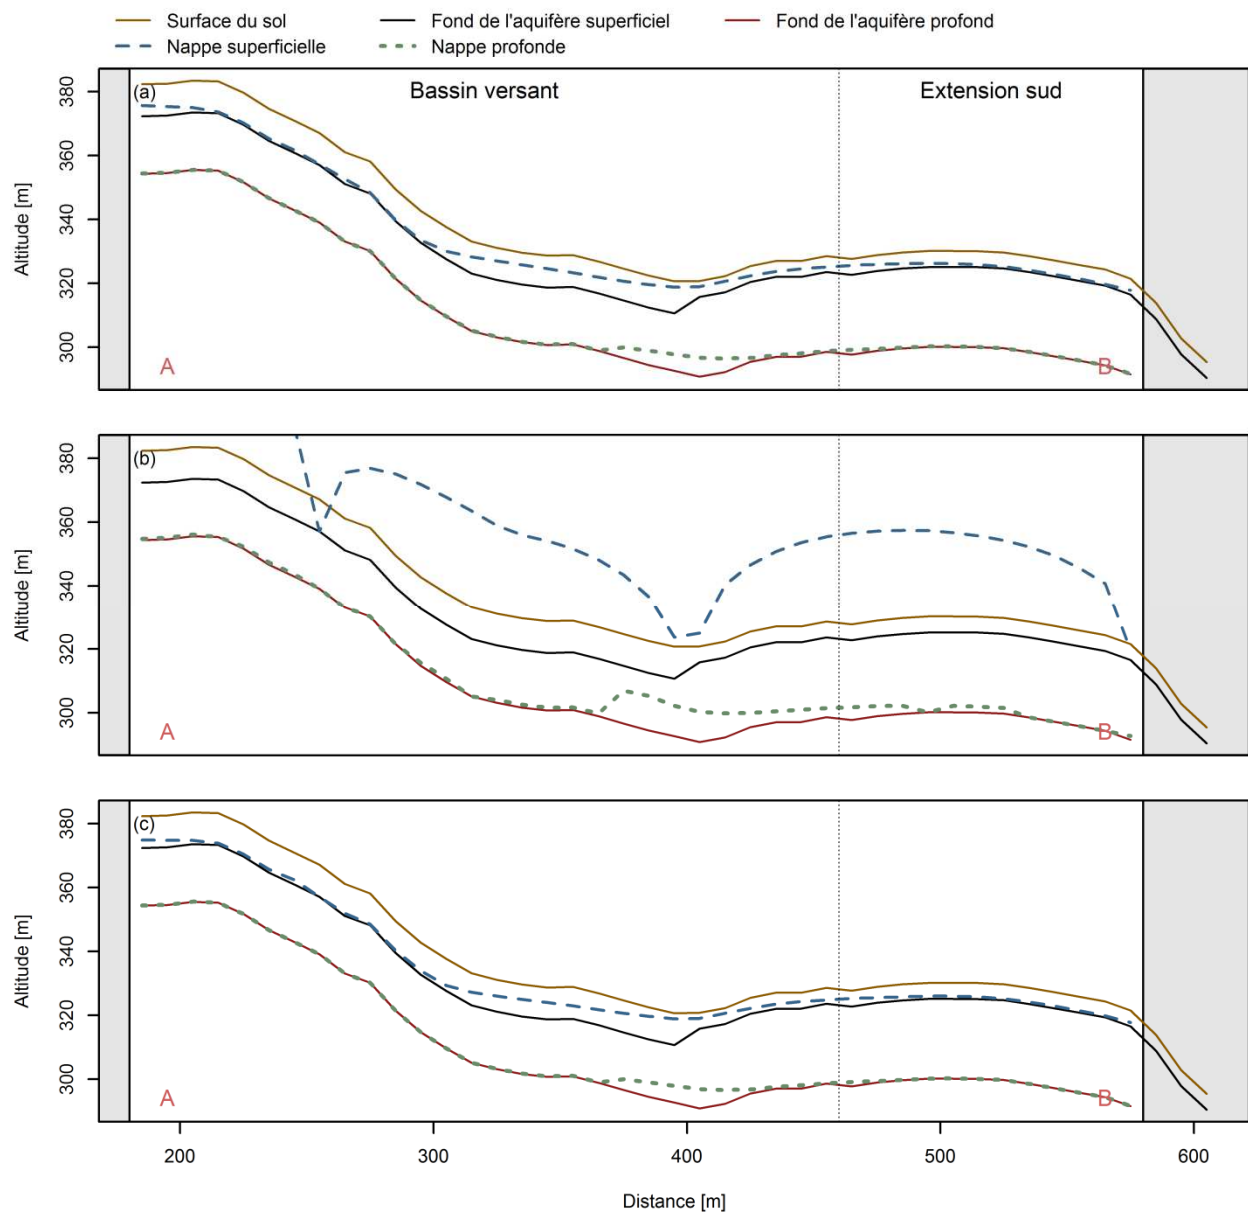 Surface du sol Fond de l'aquifère superficiel Fond de l'aquifère profond
Nappe superficielle Nappe profonde
(a) Bassin versant Extension sud
Altitude [m]
380
360
340
320
300
A B
(b)
Altitude [m]
380
360
340
320
300
A B
(c)
Altitude [m]
380
360
340
320
300
A B
200 300 400 500 600
Distance [m]